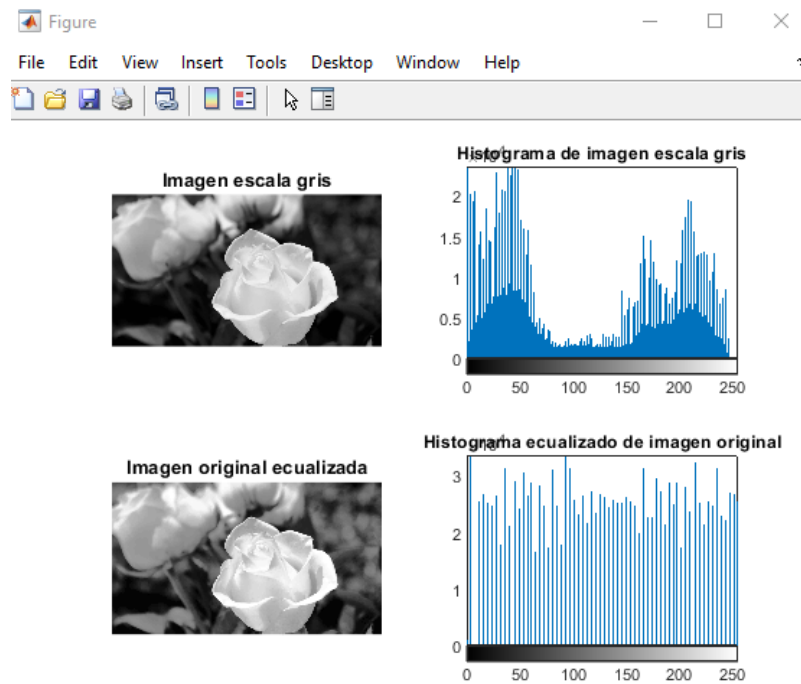 Figure
File Edit View Insert Tools Desktop Window Help
Imagen escala gris
Histograma de imagen escala gris
2
1.5
1
0.5
0
0 50 100 150 200 250
Imagen original ecualizada
Histograma ecualizado de imagen original
3
2
1
0
0 50 100 150 200 250